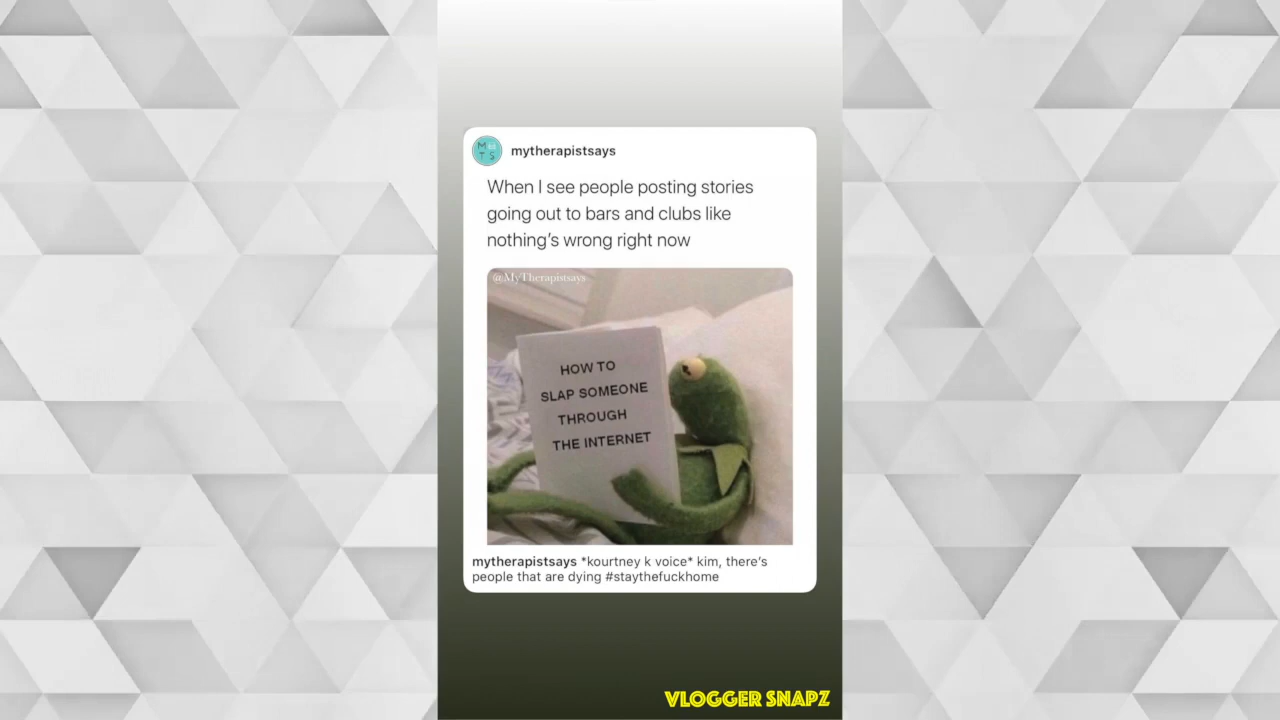 mytherapistsays
When I see people posting stories
going out to bars and clubs like
nothing's wrong right now
@MyTherapistsays
HOW TO
SLAP SOMEONE
THROUGH
THE INTERNET
mytherapistsays *kourtney k voice* kim, there's
people that are dying #staythefuckhome
VLOGGER SNAPZ